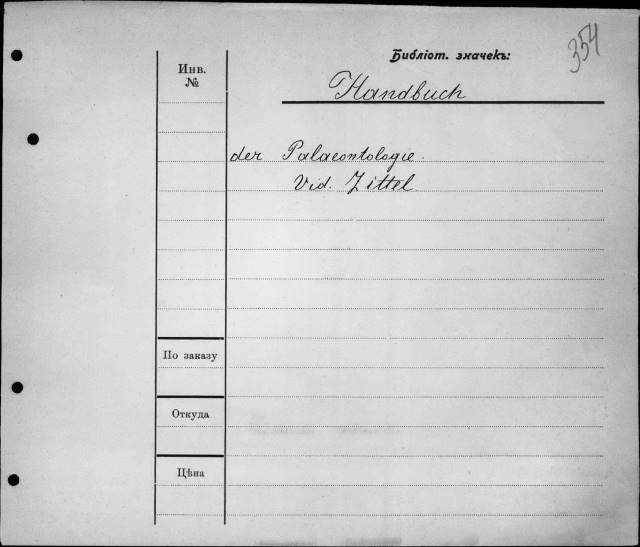 354
Библіот. значекъ:
Инв.
№
Handbuch
der Palaeontologie.
Vid. Zittel
По заказу
Откуда
Цѣна